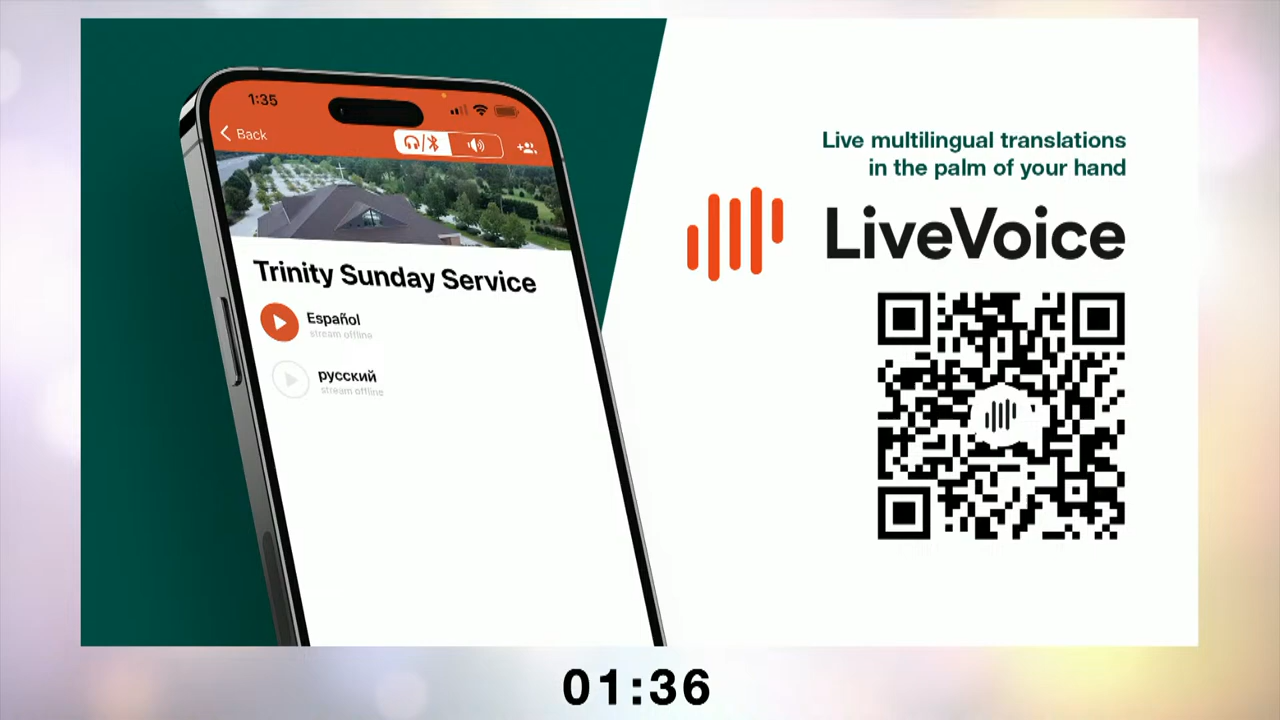 1:35
Back
Trinity Sunday Service
Español
stream offline
русский
stream offline
Live multilingual translations
in the palm of your hand
LiveVoice
01:36